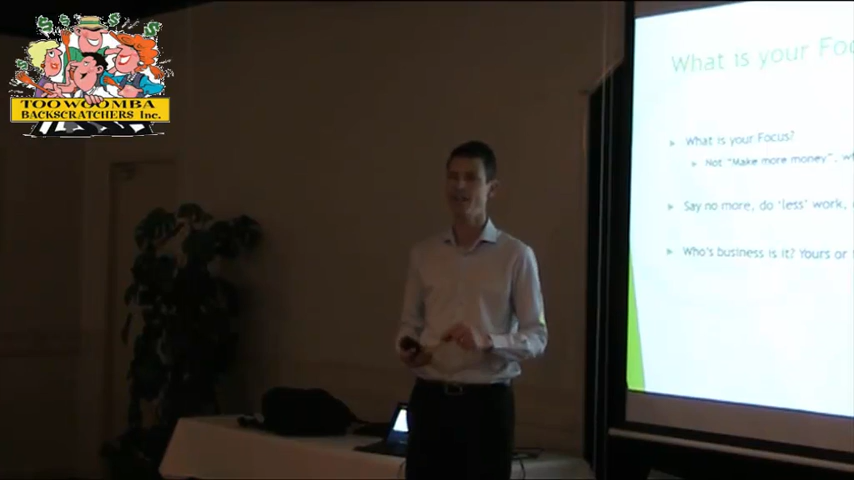 TOOWOOMBA
BACKSCRATCHERS Inc.
What is your Fo
What is your Focus?
Not "Make more money",
Say no more, do 'less' work,
Who's business is it? Yours or